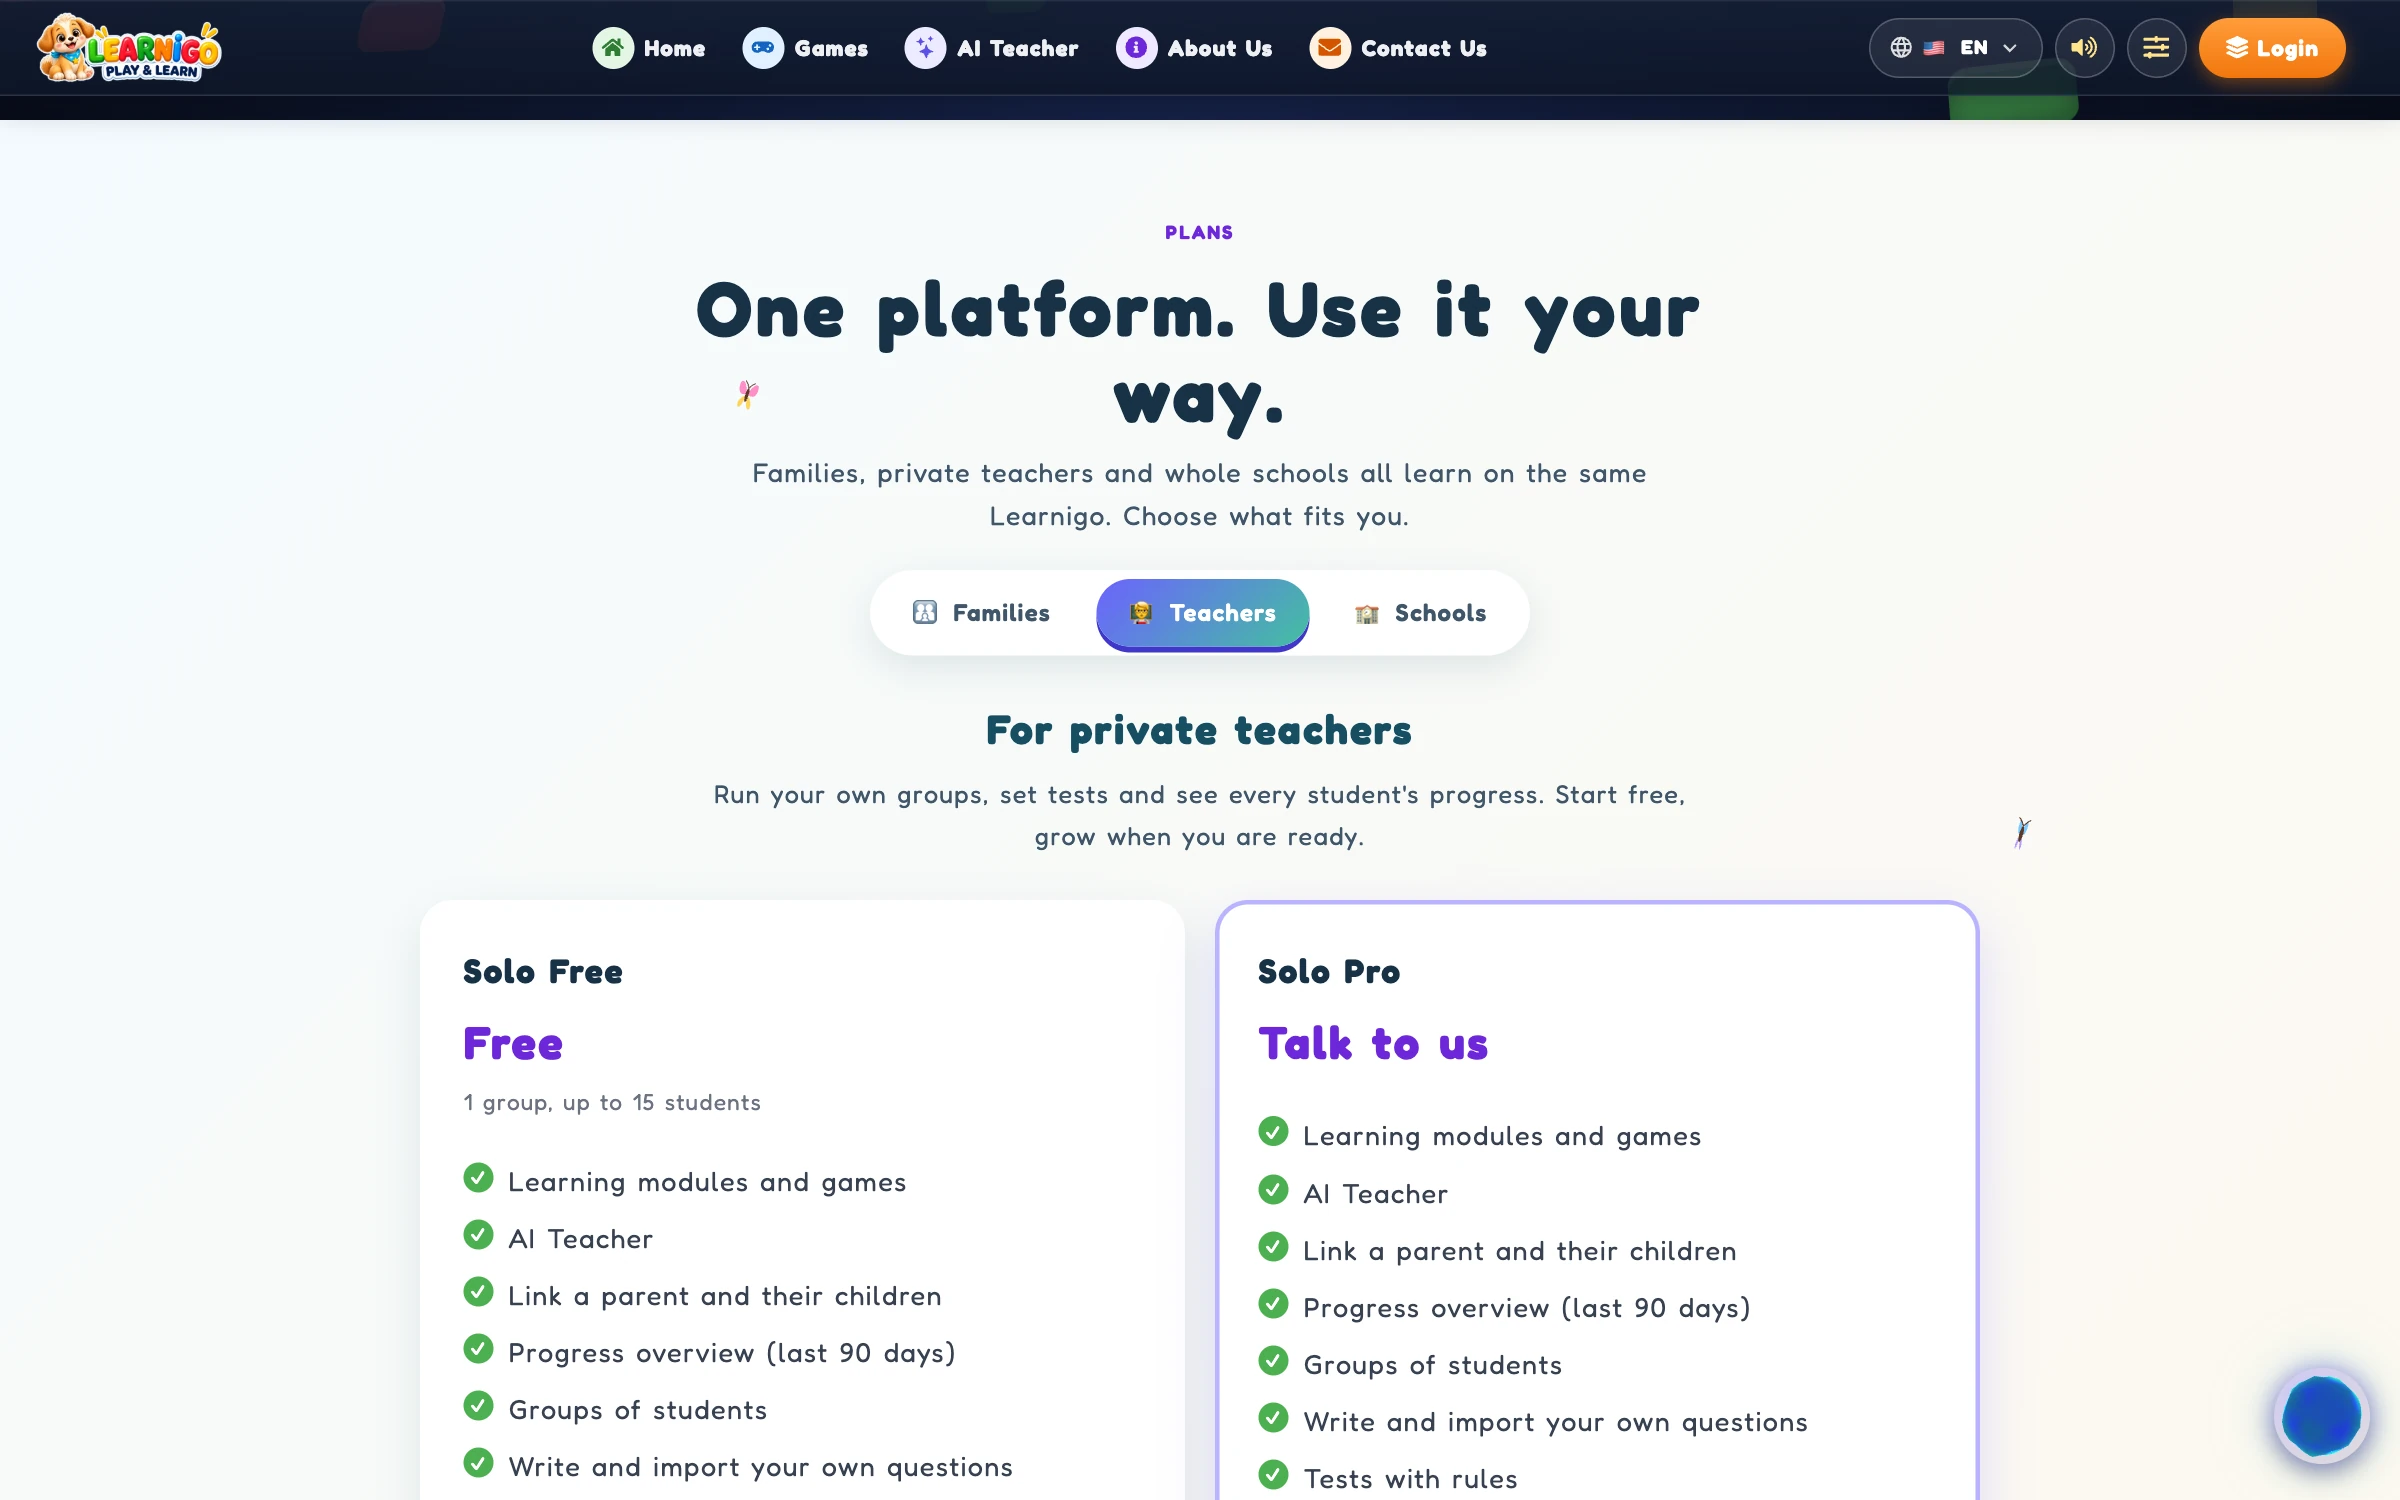 LEARNIGO
PLAY & LEARN
Home
Games
AI Teacher
About Us
Contact Us
EN
Login
PLANS
One platform. Use it your
way.
Families, private teachers and whole schools all learn on the same
Learnigo. Choose what fits you.
Families
Teachers
Schools
For private teachers
Run your own groups, set tests and see every student's progress. Start free,
grow when you are ready.
Solo Free
Free
1 group, up to 15 students
Learning modules and games
AI Teacher
Link a parent and their children
Progress overview (last 90 days)
Groups of students
Write and import your own questions
Solo Pro
Talk to us
Learning modules and games
AI Teacher
Link a parent and their children
Progress overview (last 90 days)
Groups of students
Write and import your own questions
Tests with rules